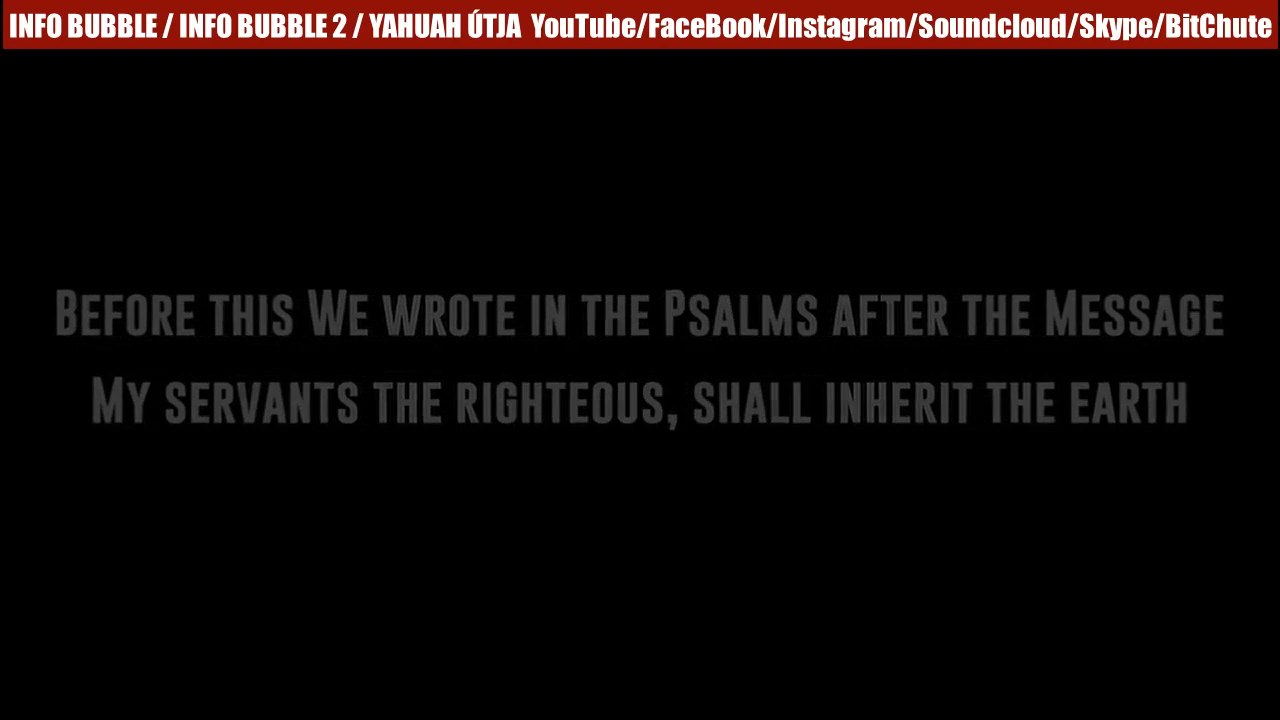 INFO BUBBLE / INFO BUBBLE 2 / YAHUAH ÚTJA YouTube/FaceBook/Instagram/Soundcloud/Skype/BitChute
Before this We wrote in the Psalms after the Message
My servants the righteous, shall inherit the earth